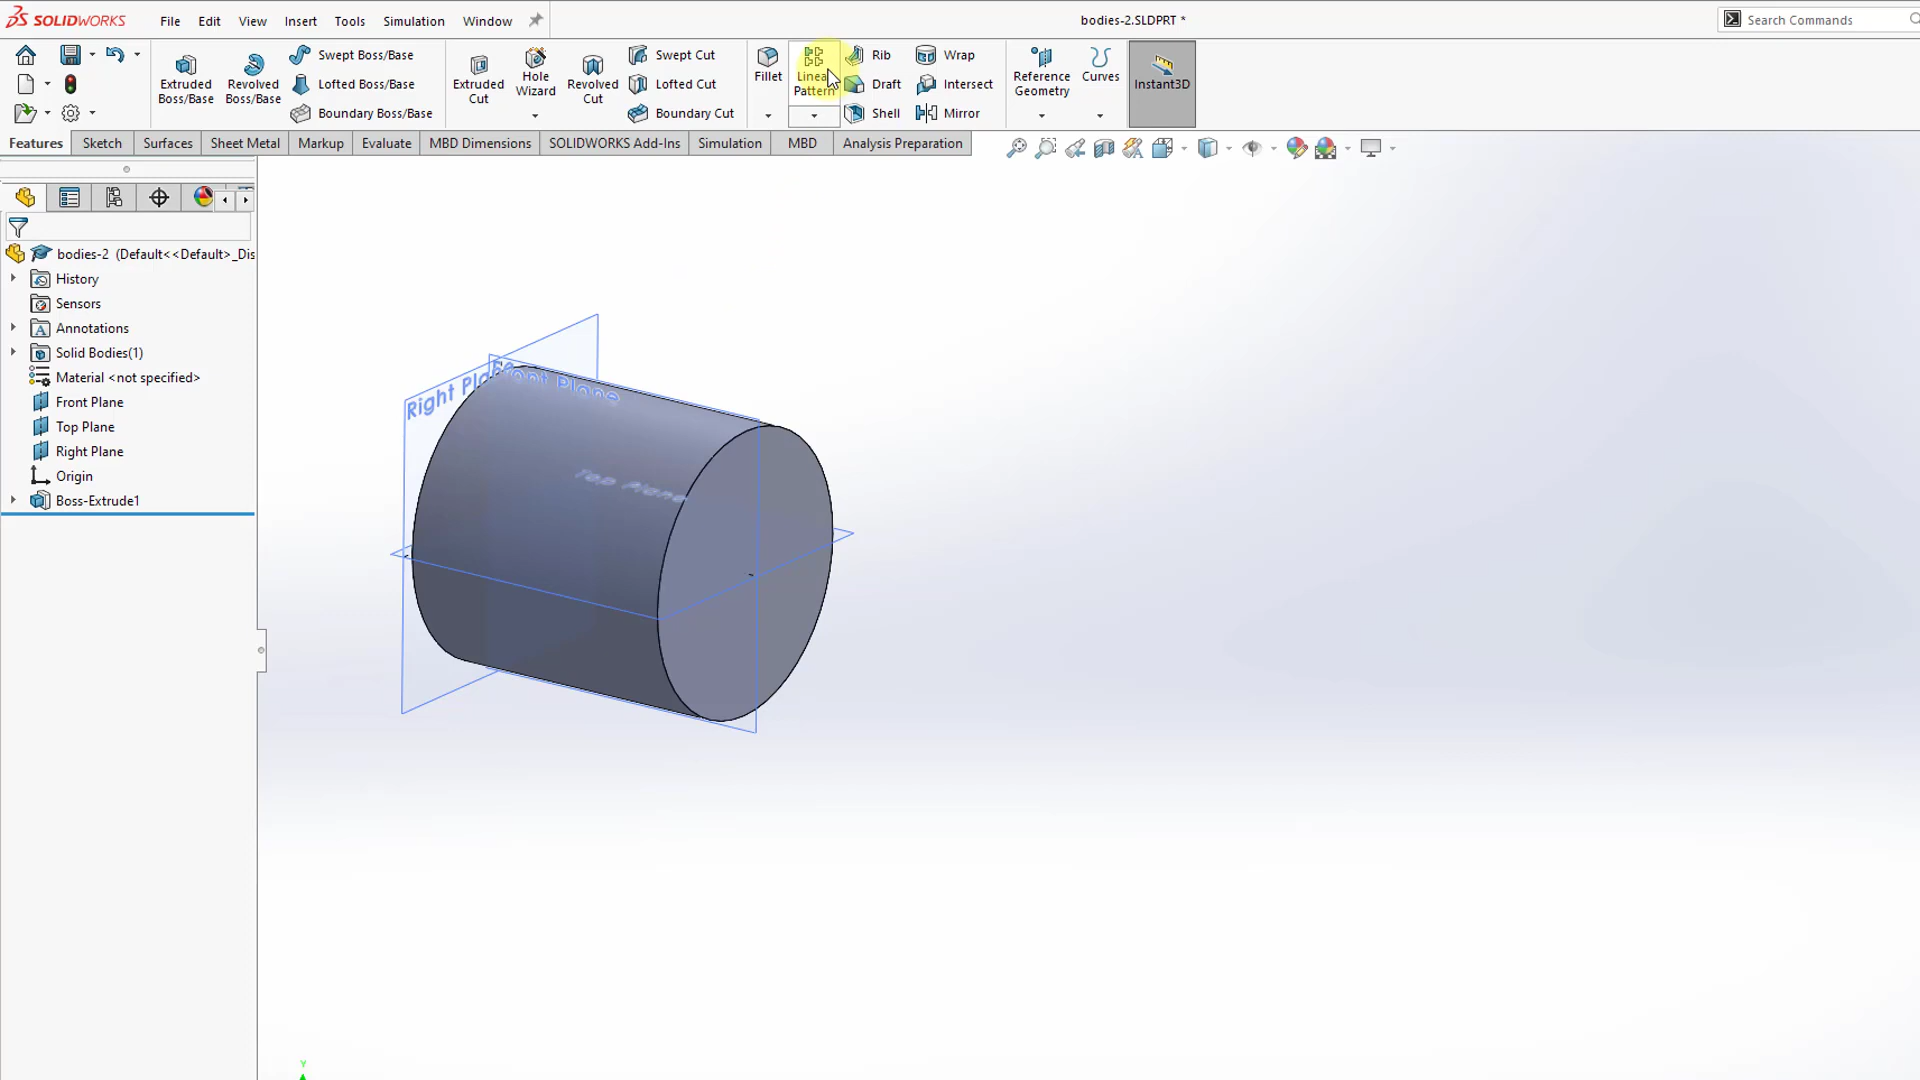 SOLIDWORKS File Edit View Insert Tools Simulation Window bodies-2.SLDPRT * Search Commands
Extruded Boss/Base
Revolved Boss/Base
Swept Boss/Base
Lofted Boss/Base
Boundary Boss/Base
Extruded Cut
Hole Wizard
Revolved Cut
Swept Cut
Lofted Cut
Boundary Cut
Fillet
Linear Pattern
Rib
Draft
Shell
Wrap
Intersect
Mirror
Reference Geometry
Curves
Instant3D
Features Sketch Surfaces Sheet Metal Markup Evaluate MBD Dimensions SOLIDWORKS Add-Ins Simulation MBD Analysis Preparation
bodies-2 (Default<<Default>_Dis
History
Sensors
A Annotations
Solid Bodies(1)
Material <not specified>
Front Plane
Top Plane
Right Plane
Origin
Boss-Extrude1
Right Pla
Front Plane
Top Plane
Y